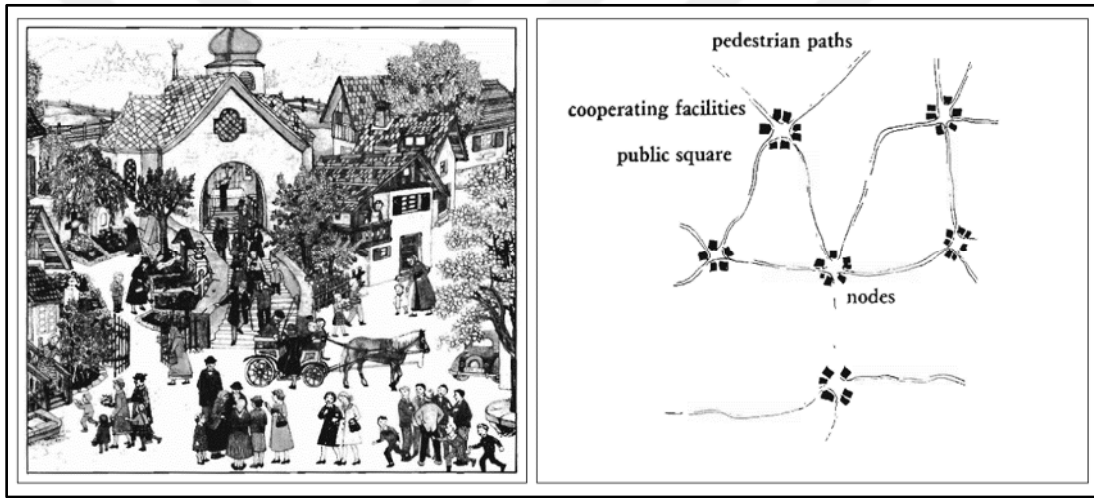 pedestrian paths
cooperating facilities
public square
nodes